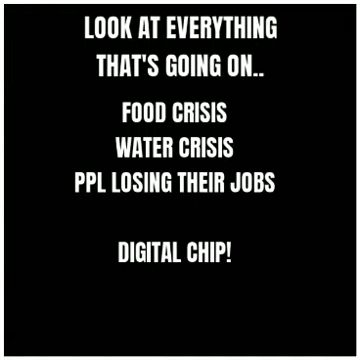 LOOK AT EVERYTHING
THAT'S GOING ON..
FOOD CRISIS
WATER CRISIS
PPL LOSING THEIR JOBS
DIGITAL CHIP!